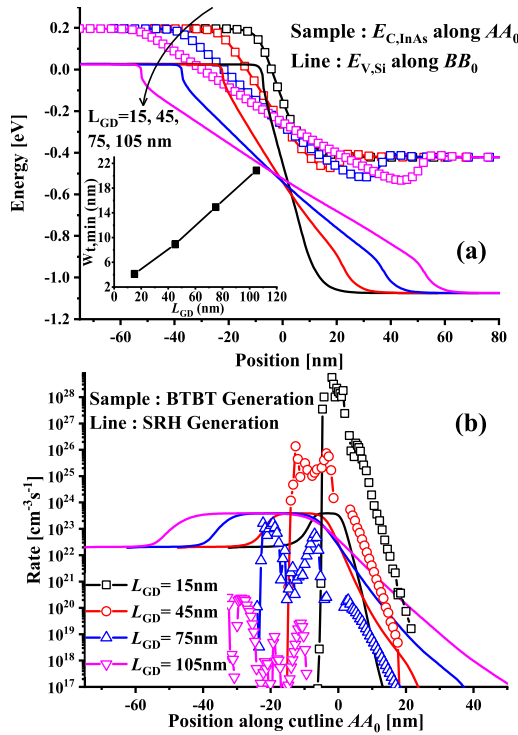 0.2
0.0
-0.2
-0.4
-0.6
-0.8
-1.0
-1.2
Energy [eV]
Sample : E_C,InAs along AA_0
Line : E_V,Si along BB_0
L_GD=15, 45,
75, 105 nm
W_t,min (nm)
22
18
14
10
6
2
0 20 40 60 80 100 120
L_GD (nm)
(a)
-60 -40 -20 0 20 40 60 80
Position [nm]
Sample : BTBT Generation
Line : SRH Generation
(b)
10^28
10^27
10^26
10^25
10^24
10^23
10^22
10^21
10^20
10^19
10^18
10^17
Rate [cm^-3s^-1]
L_GD = 15nm
L_GD = 45nm
L_GD = 75nm
L_GD = 105nm
-60 -40 -20 0 20 40
Position along cutline AA_0 [nm]